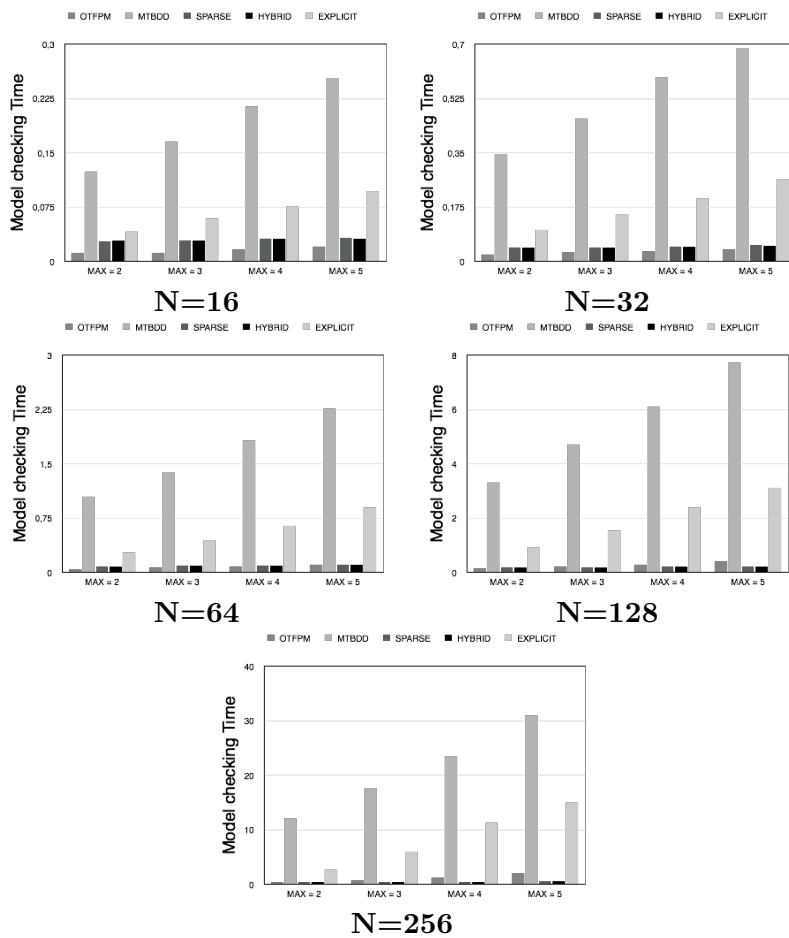 OTFPM MTBDD SPARSE HYBRID EXPLICIT
Model checking Time
0,3
0,225
0,15
0,075
0
MAX = 2 MAX = 3 MAX = 4 MAX = 5
N=16
OTFPM MTBDD SPARSE HYBRID EXPLICIT
Model checking Time
0,7
0,525
0,35
0,175
0
MAX = 2 MAX = 3 MAX = 4 MAX = 5
N=32
OTFPM MTBDD SPARSE HYBRID EXPLICIT
Model checking Time
3
2,25
1,5
0,75
0
MAX = 2 MAX = 3 MAX = 4 MAX = 5
N=64
OTFPM MTBDD SPARSE HYBRID EXPLICIT
Model checking Time
8
6
4
2
0
MAX = 2 MAX = 3 MAX = 4 MAX = 5
N=128
OTFPM MTBDD SPARSE HYBRID EXPLICIT
Model checking Time
40
30
20
10
0
MAX = 2 MAX = 3 MAX = 4 MAX = 5
N=256